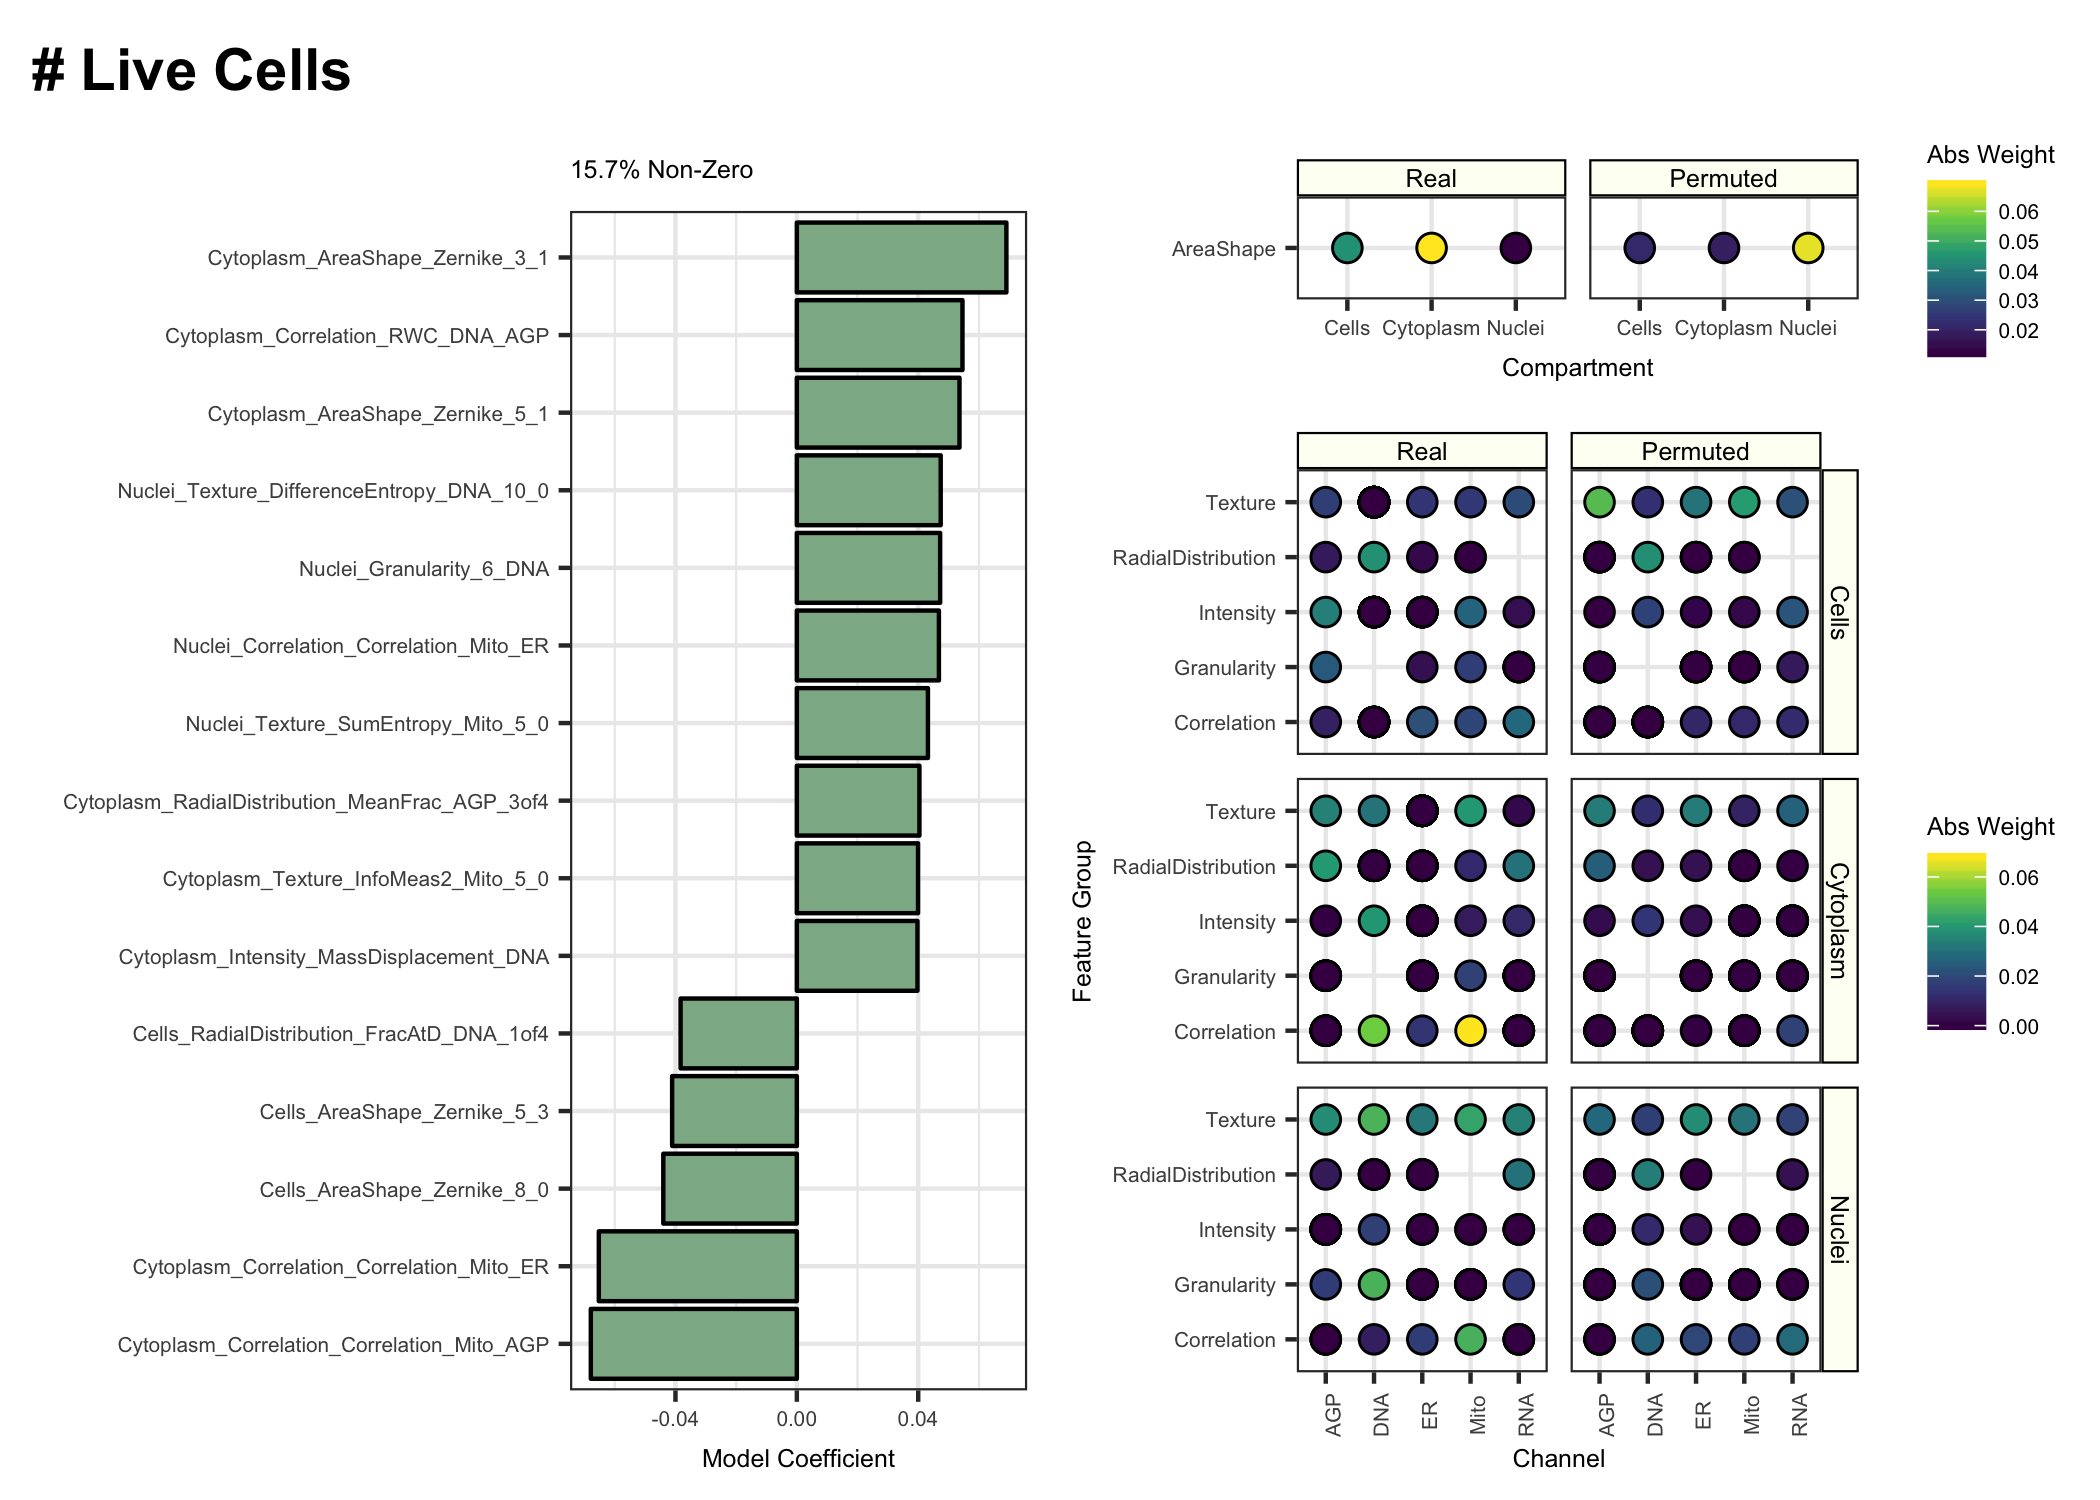 # Live Cells
15.7% Non-Zero
Cytoplasm_AreaShape_Zernike_3_1
Cytoplasm_Correlation_RWC_DNA_AGP
Cytoplasm_AreaShape_Zernike_5_1
Nuclei_Texture_DifferenceEntropy_DNA_10_0
Nuclei_Granularity_6_DNA
Nuclei_Correlation_Correlation_Mito_ER
Nuclei_Texture_SumEntropy_Mito_5_0
Cytoplasm_RadialDistribution_MeanFrac_AGP_3of4
Cytoplasm_Texture_InfoMeas2_Mito_5_0
Cytoplasm_Intensity_MassDisplacement_DNA
Cells_RadialDistribution_FracAtD_DNA_1of4
Cells_AreaShape_Zernike_5_3
Cells_AreaShape_Zernike_8_0
Cytoplasm_Correlation_Correlation_Mito_ER
Cytoplasm_Correlation_Correlation_Mito_AGP
-0.04 0.00 0.04
Model Coefficient
Real Permuted
AreaShape
Cells Cytoplasm Nuclei Cells Cytoplasm Nuclei
Compartment
Abs Weight
0.06
0.05
0.04
0.03
0.02
Real Permuted
Feature Group
Texture
RadialDistribution
Intensity
Granularity
Correlation
Cells
Texture
RadialDistribution
Intensity
Granularity
Correlation
Cytoplasm
Texture
RadialDistribution
Intensity
Granularity
Correlation
Nuclei
AGP DNA ER Mito RNA AGP DNA ER Mito RNA
Channel
Abs Weight
0.06
0.04
0.02
0.00